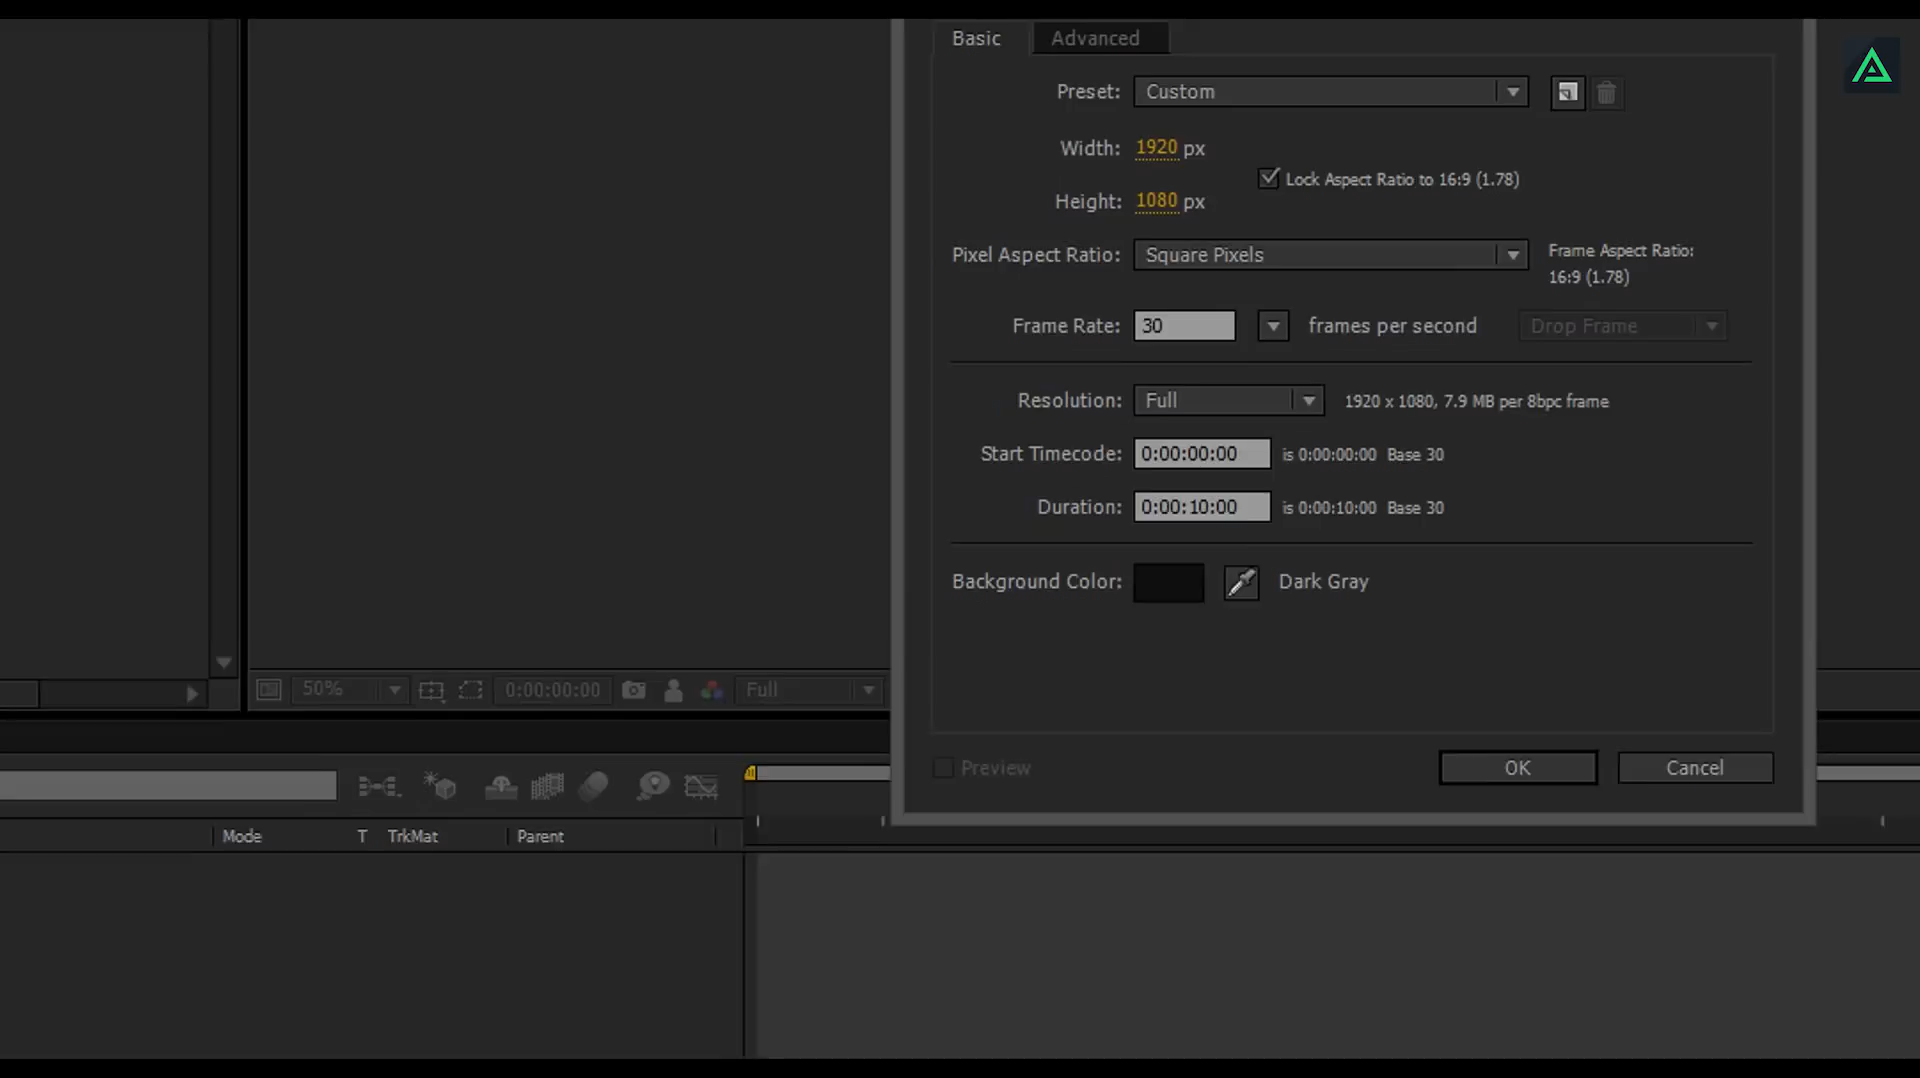 Basic Advanced
Preset: Custom
Width: 1920 px
Lock Aspect Ratio to 16:9 (1.78)
Height: 1080 px
Pixel Aspect Ratio: Square Pixels
Frame Aspect Ratio:
16:9 (1.78)
Frame Rate: 30 frames per second Drop Frame
Resolution: Full 1920 x 1080, 7.9 MB per 8bpc frame
Start Timecode: 0:00:00:00 is 0:00:00:00 Base 30
Duration: 0:00:10:00 is 0:00:10:00 Base 30
Background Color: Dark Gray
50% 0:00:00:00 Full
Preview OK Cancel
Mode T TrkMat Parent